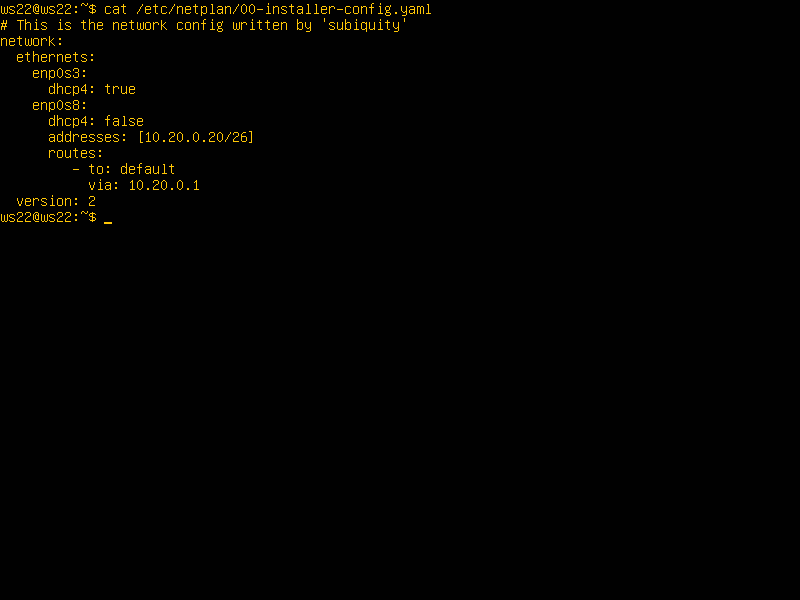 ws22@ws22:~$ cat /etc/netplan/00-installer-config.yaml
# This is the network config written by 'subiquity'
network:
  ethernets:
    enp0s3:
      dhcp4: true
    enp0s8:
      dhcp4: false
      addresses: [10.20.0.20/26]
      routes:
         - to: default
           via: 10.20.0.1
  version: 2
ws22@ws22:~$ _